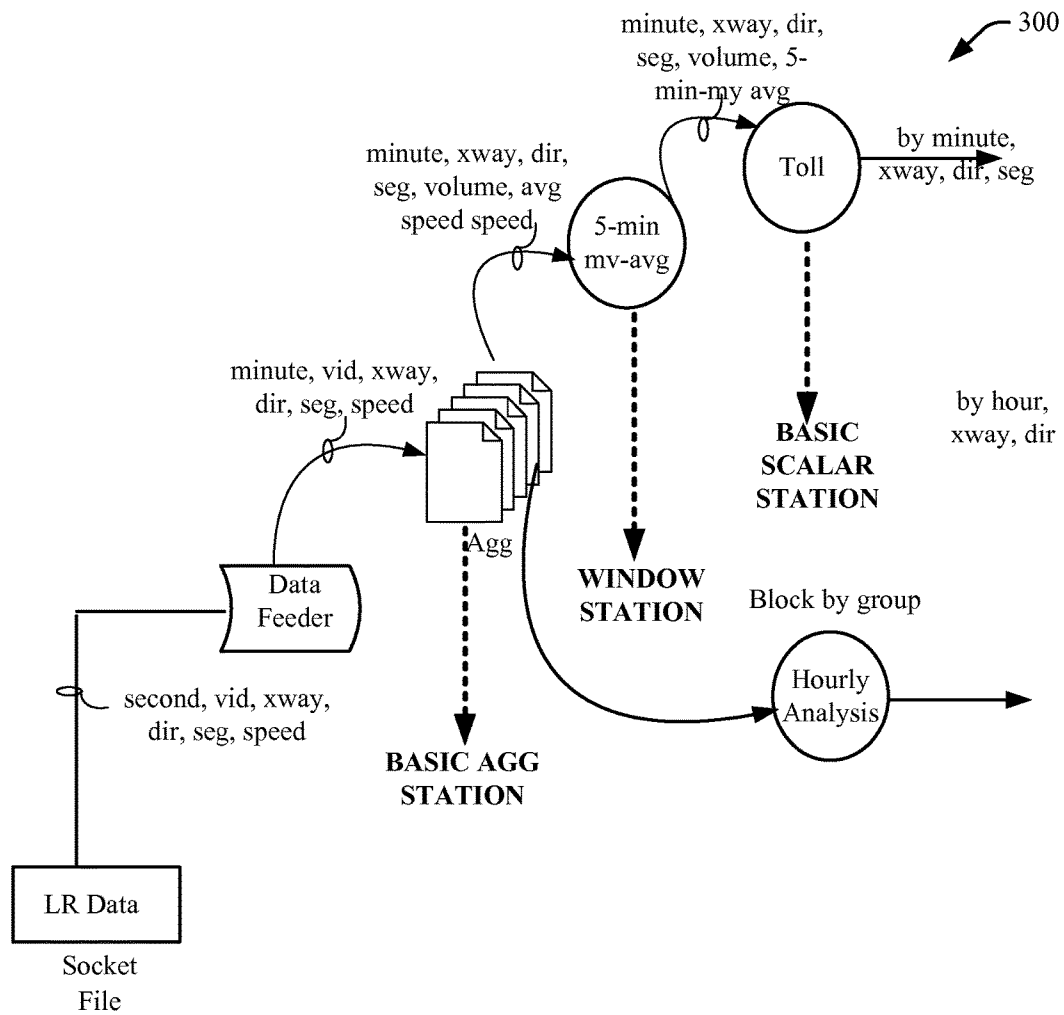 300
minute, xway, dir,
seg, volume, 5-
min-my avg
by minute,
xway, dir, seg
Toll
minute, xway, dir,
seg, volume, avg
speed speed
5-min
mv-avg
minute, vid, xway,
dir, seg, speed
by hour,
xway, dir
BASIC
SCALAR
STATION
Agg
WINDOW
STATION
Data
Feeder
Block by group
Hourly
Analysis
second, vid, xway,
dir, seg, speed
BASIC AGG
STATION
LR Data
Socket
File